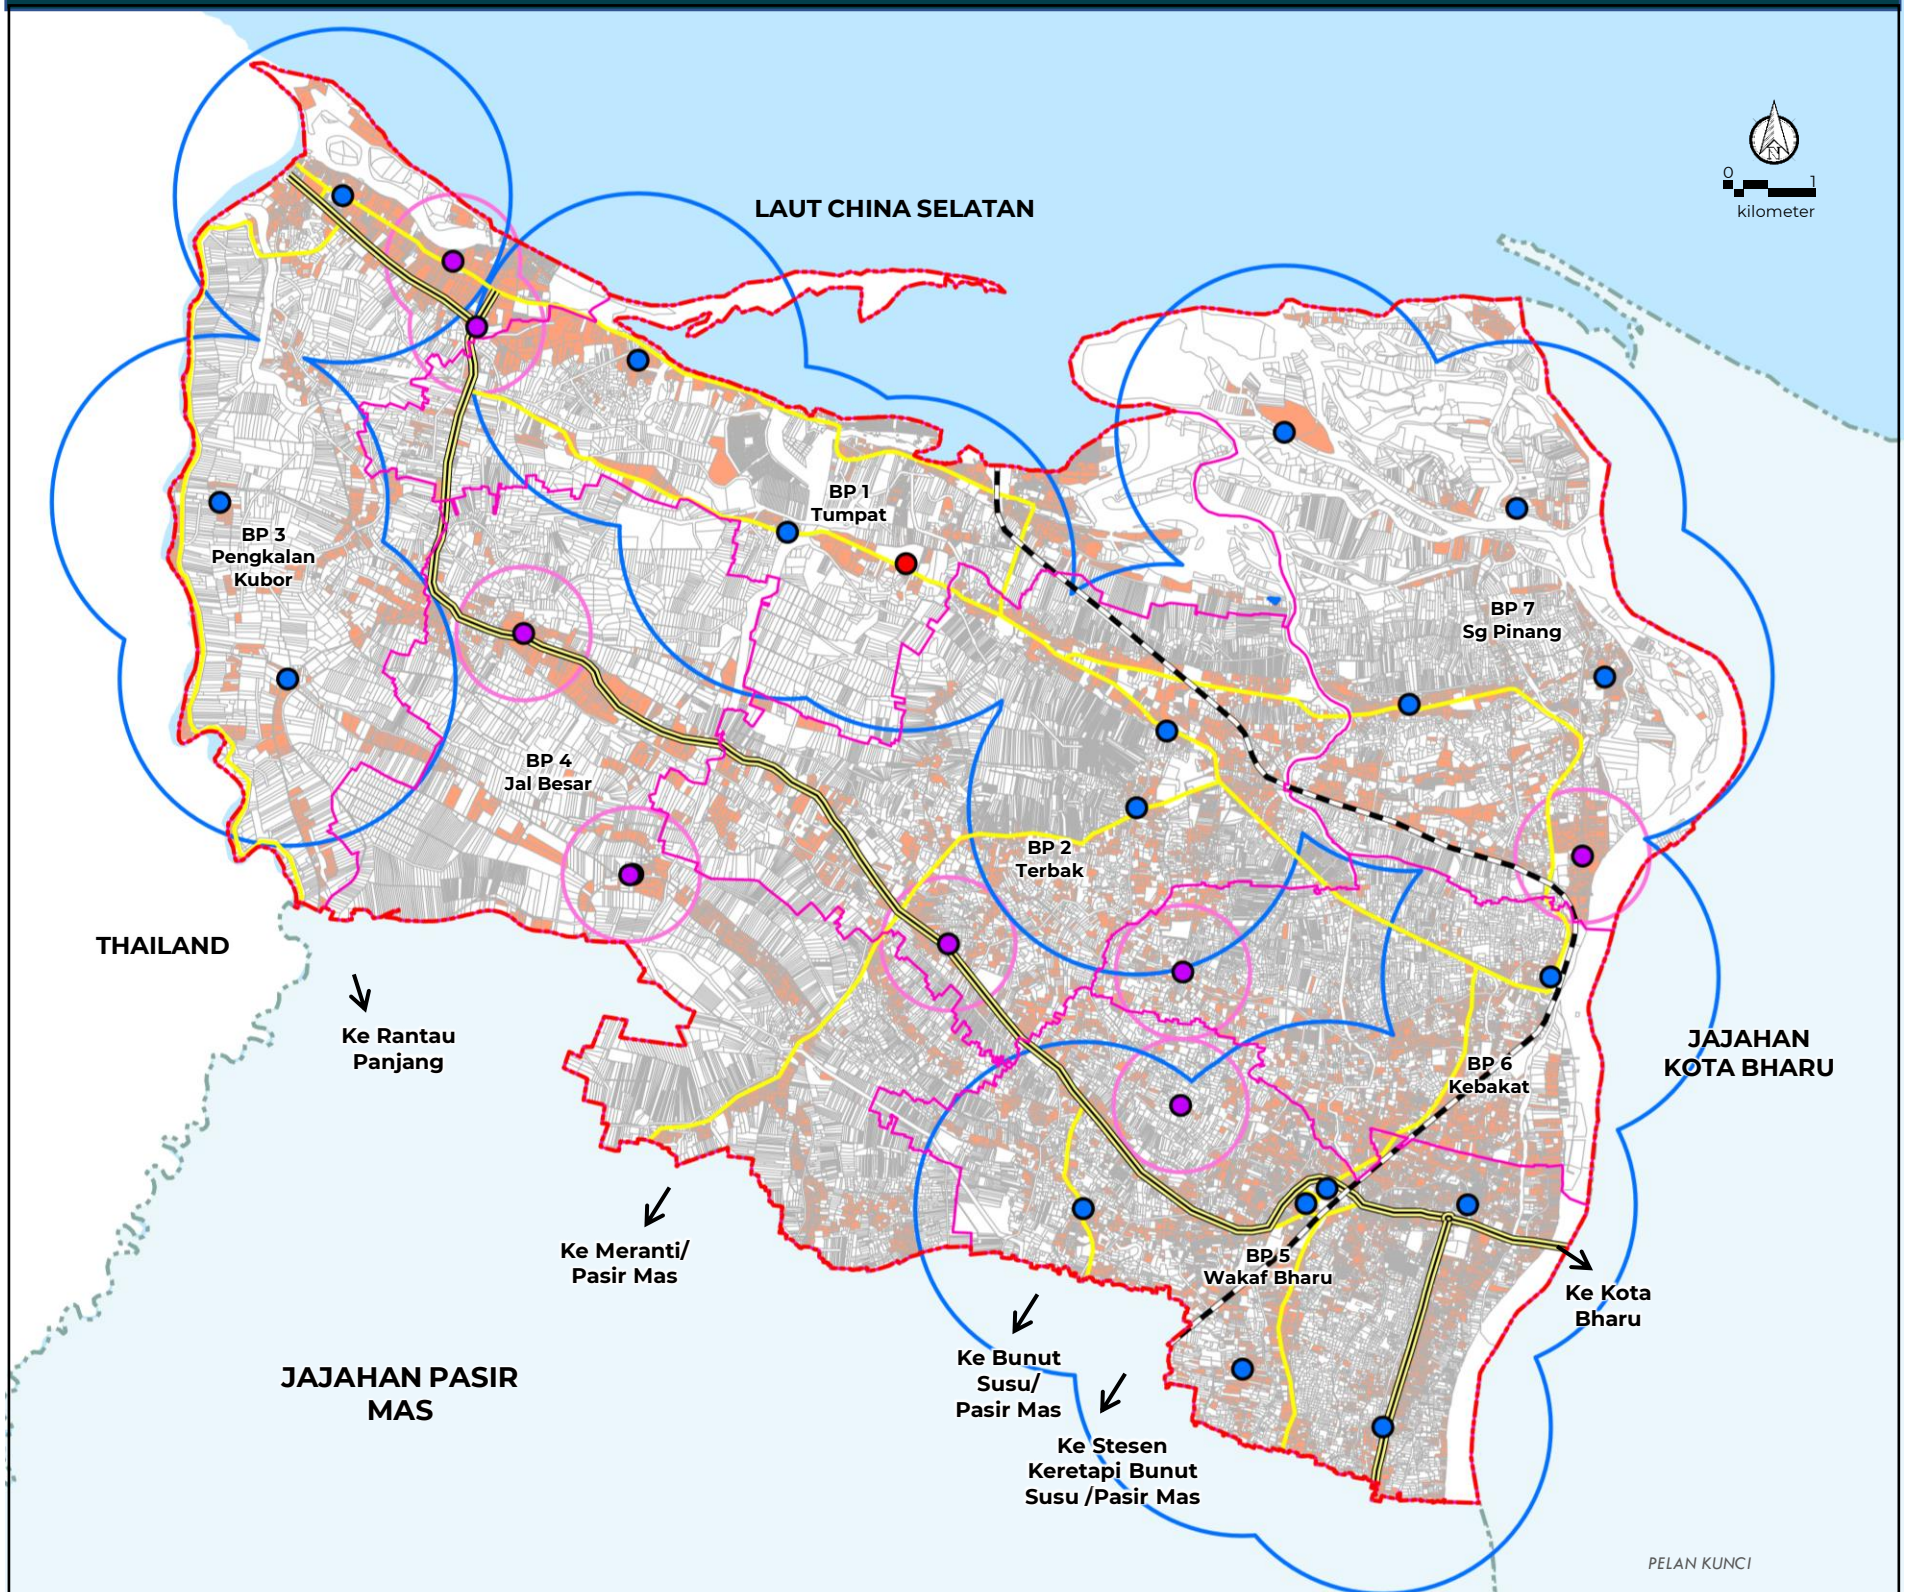 LAUT CHINA SELATAN
N
0 1
kilometer
BP 1
Tumpat
BP 3
Pengkalan
Kubor
BP 7
Sg Pinang
BP 4
Jal Besar
BP 2
Terbak
THAILAND
Ke Rantau
Panjang
JAJAHAN
KOTA BHARU
BP 6
Kebakat
Ke Meranti/
Pasir Mas
BP 5
Wakaf Bharu
Ke Kota
Bharu
Ke Bunut
Susu/
Pasir Mas
JAJAHAN PASIR
MAS
Ke Stesen
Keretapi Bunut
Susu /Pasir Mas
PELAN KUNCI